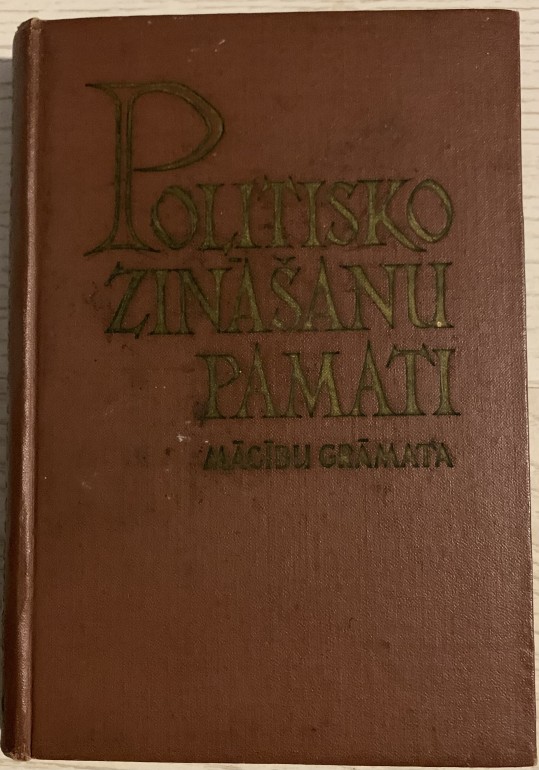 POLITISKO
ZINĀŠANU
PAMATI
MĀCĪBU GRĀMATA